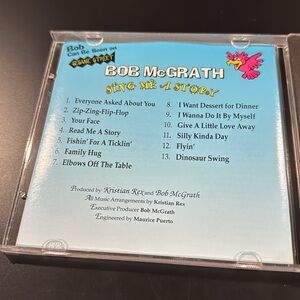 Bob
Can Be Seen on
SESAME STREET
BOB McGRATH
SING ME A STORY
1. Everyone Asked About You
2. Zip-Zing-Flip-Flop
3. Your Face
4. Read Me A Story
5. Fishin' For A Ticklin'
6. Family Hug
7. Elbows Off The Table
8. I Want Dessert for Dinner
9. I Wanna Do It By Myself
10. Give A Little Love Away
11. Silly Kinda Day
12. Flyin'
13. Dinosaur Swing
Produced by Kristian Rex and Bob McGrath
All Music Arrangements by Kristian Rex
Executive Producer Bob McGrath
Engineered by Maurice Puerto